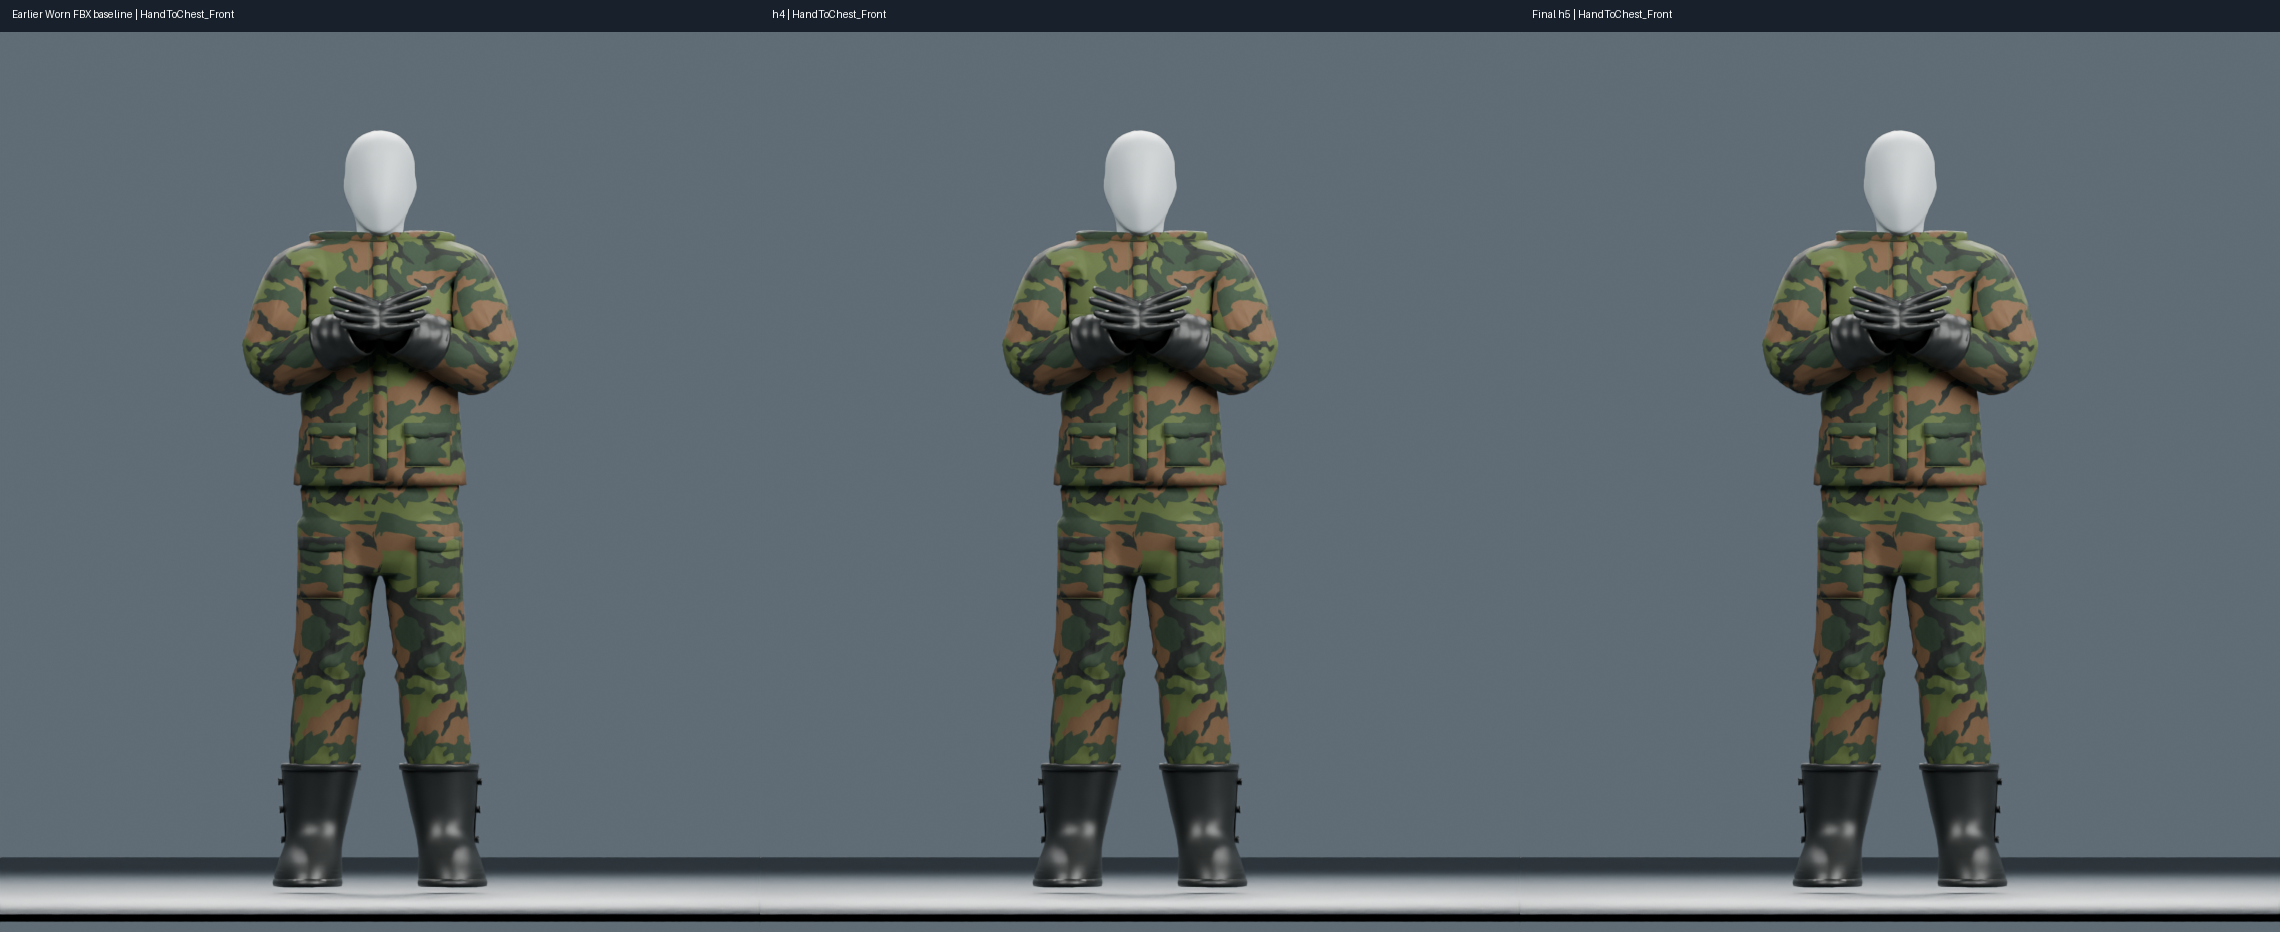 Earlier Worn FBX baseline | HandToChest_Front
h4 | HandToChest_Front
Final h5 | HandToChest_Front